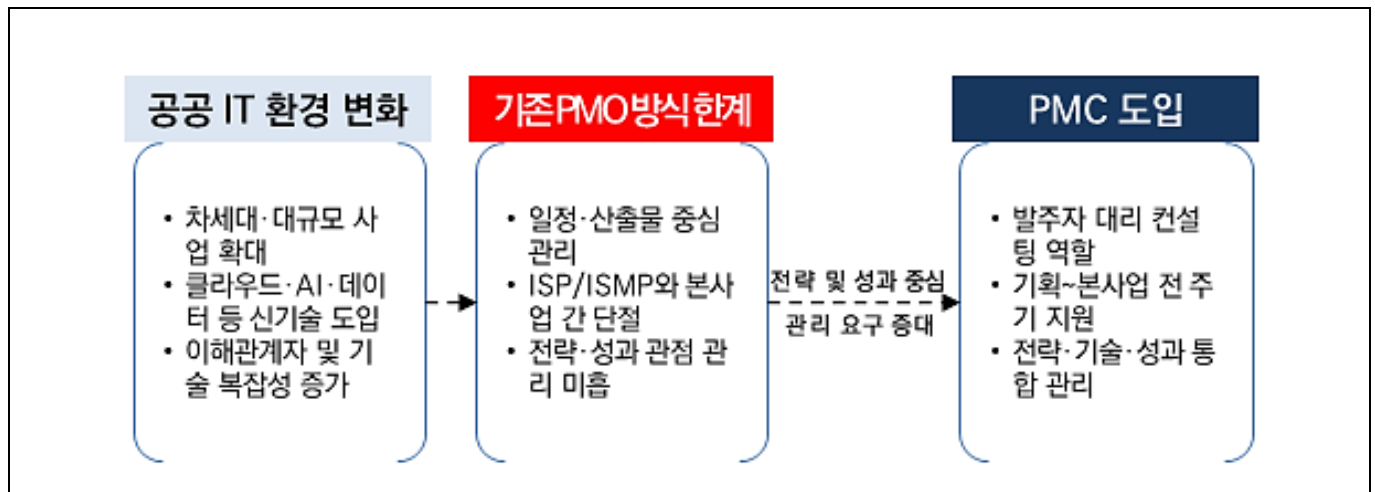 공공 IT 환경 변화
• 차세대·대규모 사
업 확대
• 클라우드·AI·데이
터 등 신기술 도입
• 이해관계자 및 기
술 복잡성 증가
기존PMO방식한계
• 일정·산출물 중심
관리
• ISP/ISMP와 본사
업 간 단절
• 전략·성과 관점 관
리 미흡
전략 및 성과 중심
관리 요구 증대
PMC 도입
• 발주자 대리 컨설
팅 역할
• 기획~본사업 전 주
기 지원
• 전략·기술·성과 통
합 관리